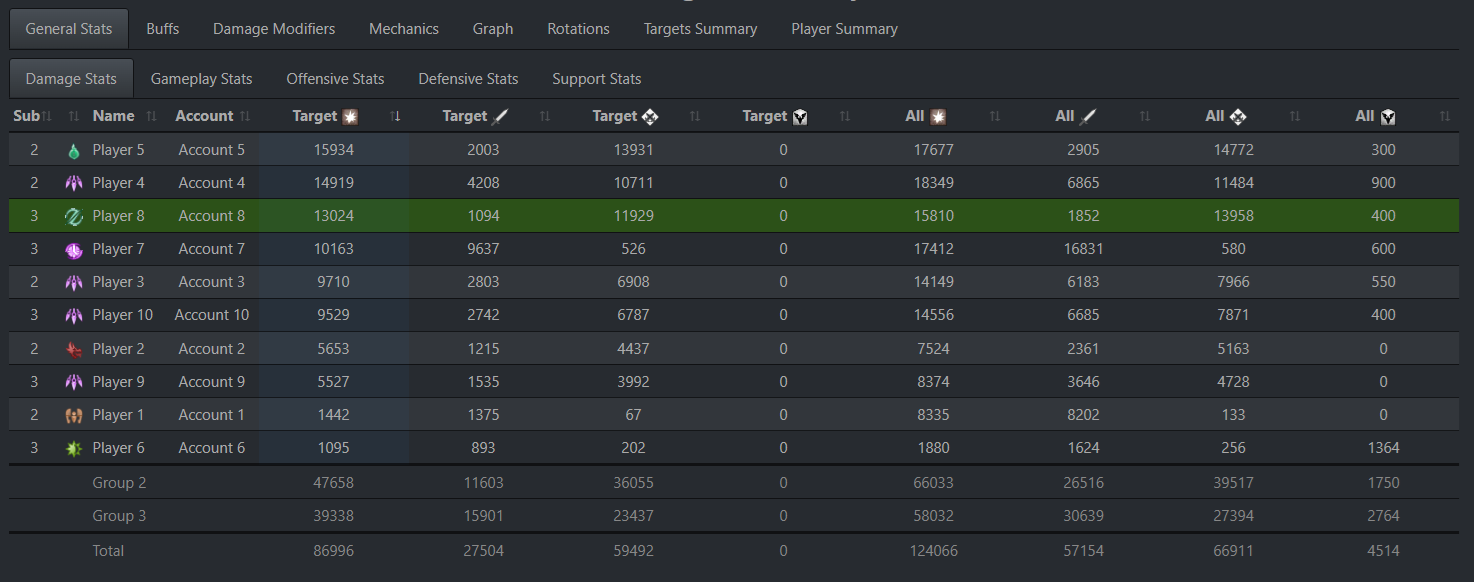 General Stats Buffs Damage Modifiers Mechanics Graph Rotations Targets Summary Player Summary
Damage Stats Gameplay Stats Offensive Stats Defensive Stats Support Stats
Sub Name Account Target Target Target Target All All All All
2 Player 5 Account 5 15934 2003 13931 0 17677 2905 14772 300
2 Player 4 Account 4 14919 4208 10711 0 18349 6865 11484 900
3 Player 8 Account 8 13024 1094 11929 0 15810 1852 13958 400
3 Player 7 Account 7 10163 9637 526 0 17412 16831 580 600
2 Player 3 Account 3 9710 2803 6908 0 14149 6183 7966 550
3 Player 10 Account 10 9529 2742 6787 0 14556 6685 7871 400
2 Player 2 Account 2 5653 1215 4437 0 7524 2361 5163 0
3 Player 9 Account 9 5527 1535 3992 0 8374 3646 4728 0
2 Player 1 Account 1 1442 1375 67 0 8335 8202 133 0
3 Player 6 Account 6 1095 893 202 0 1880 1624 256 1364
Group 2 47658 11603 36055 0 66033 26516 39517 1750
Group 3 39338 15901 23437 0 58032 30639 27394 2764
Total 86996 27504 59492 0 124066 57154 66911 4514